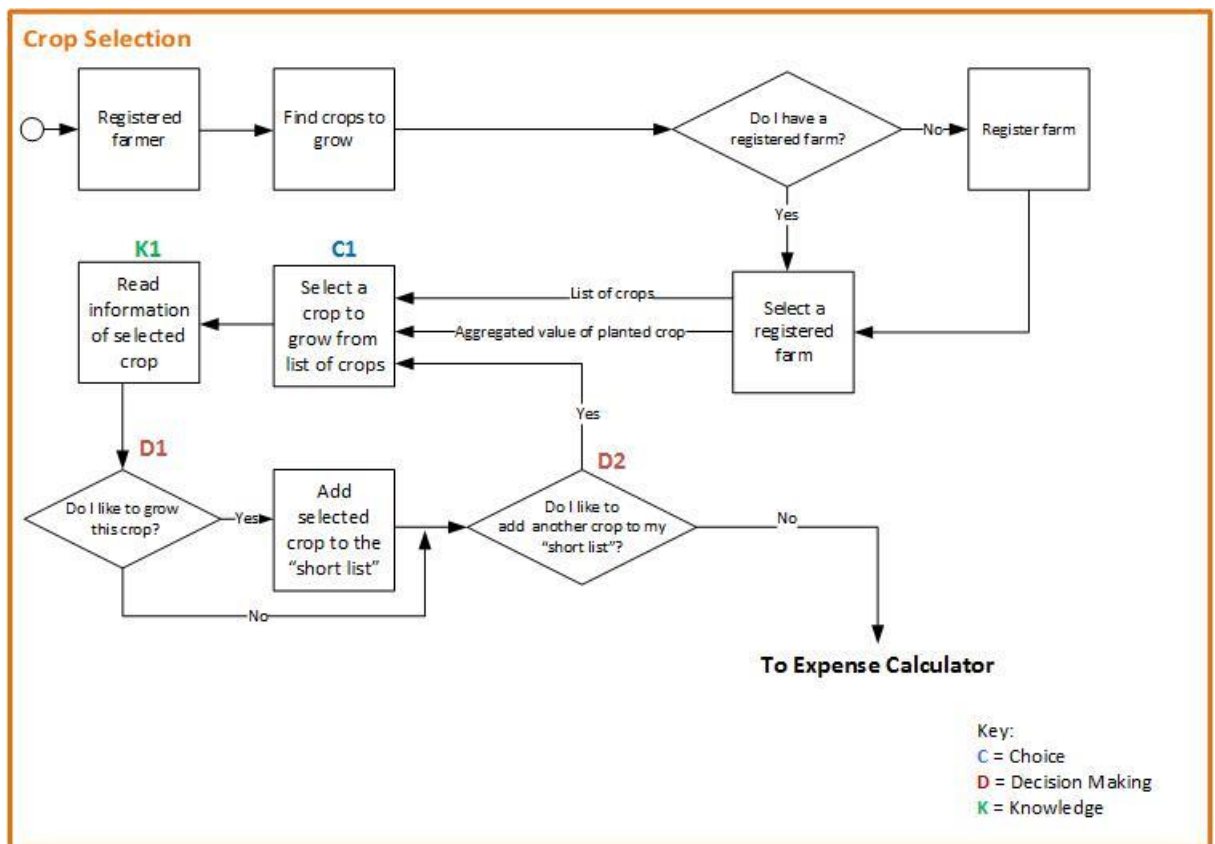 Crop Selection
Registered
farmer
Find crops to
grow
Do I have a
registered farm?
No
Register farm
Yes
K1
C1
Read
information
of selected
crop
Select a
crop to
grow from
list of crops
List of crops
Aggregated value of planted crop
Select a
registered
farm
Yes
D1
D2
Do I like to grow
this crop?
Yes
Add
selected
crop to the
“short list”
Do I like to
add another crop to my
“short list”?
No
No
To Expense Calculator
Key:
C = Choice
D = Decision Making
K = Knowledge